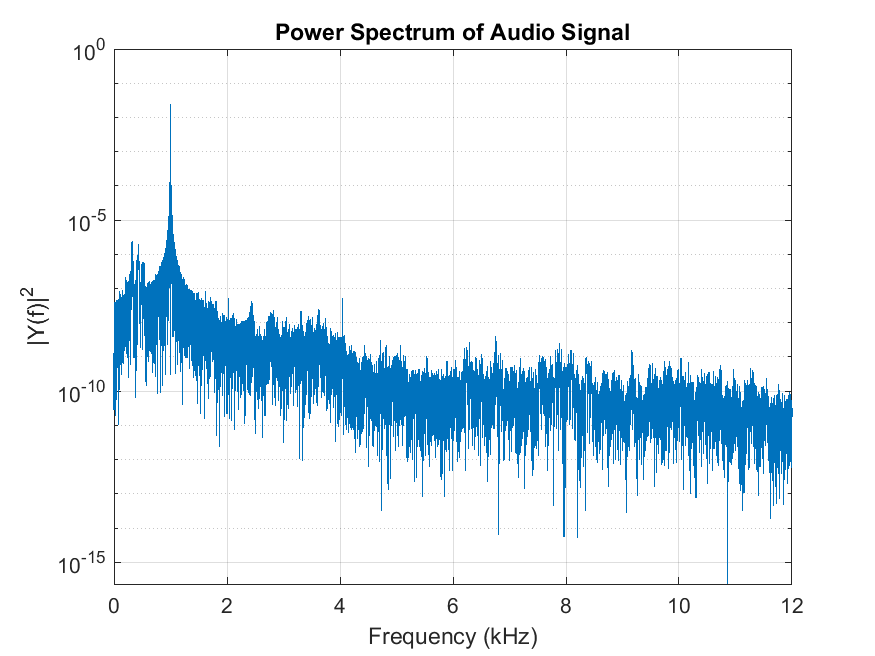 Power Spectrum of Audio Signal
10^0
10^-5
10^-10
10^-15
|Y(f)|^2
0 2 4 6 8 10 12
Frequency (kHz)